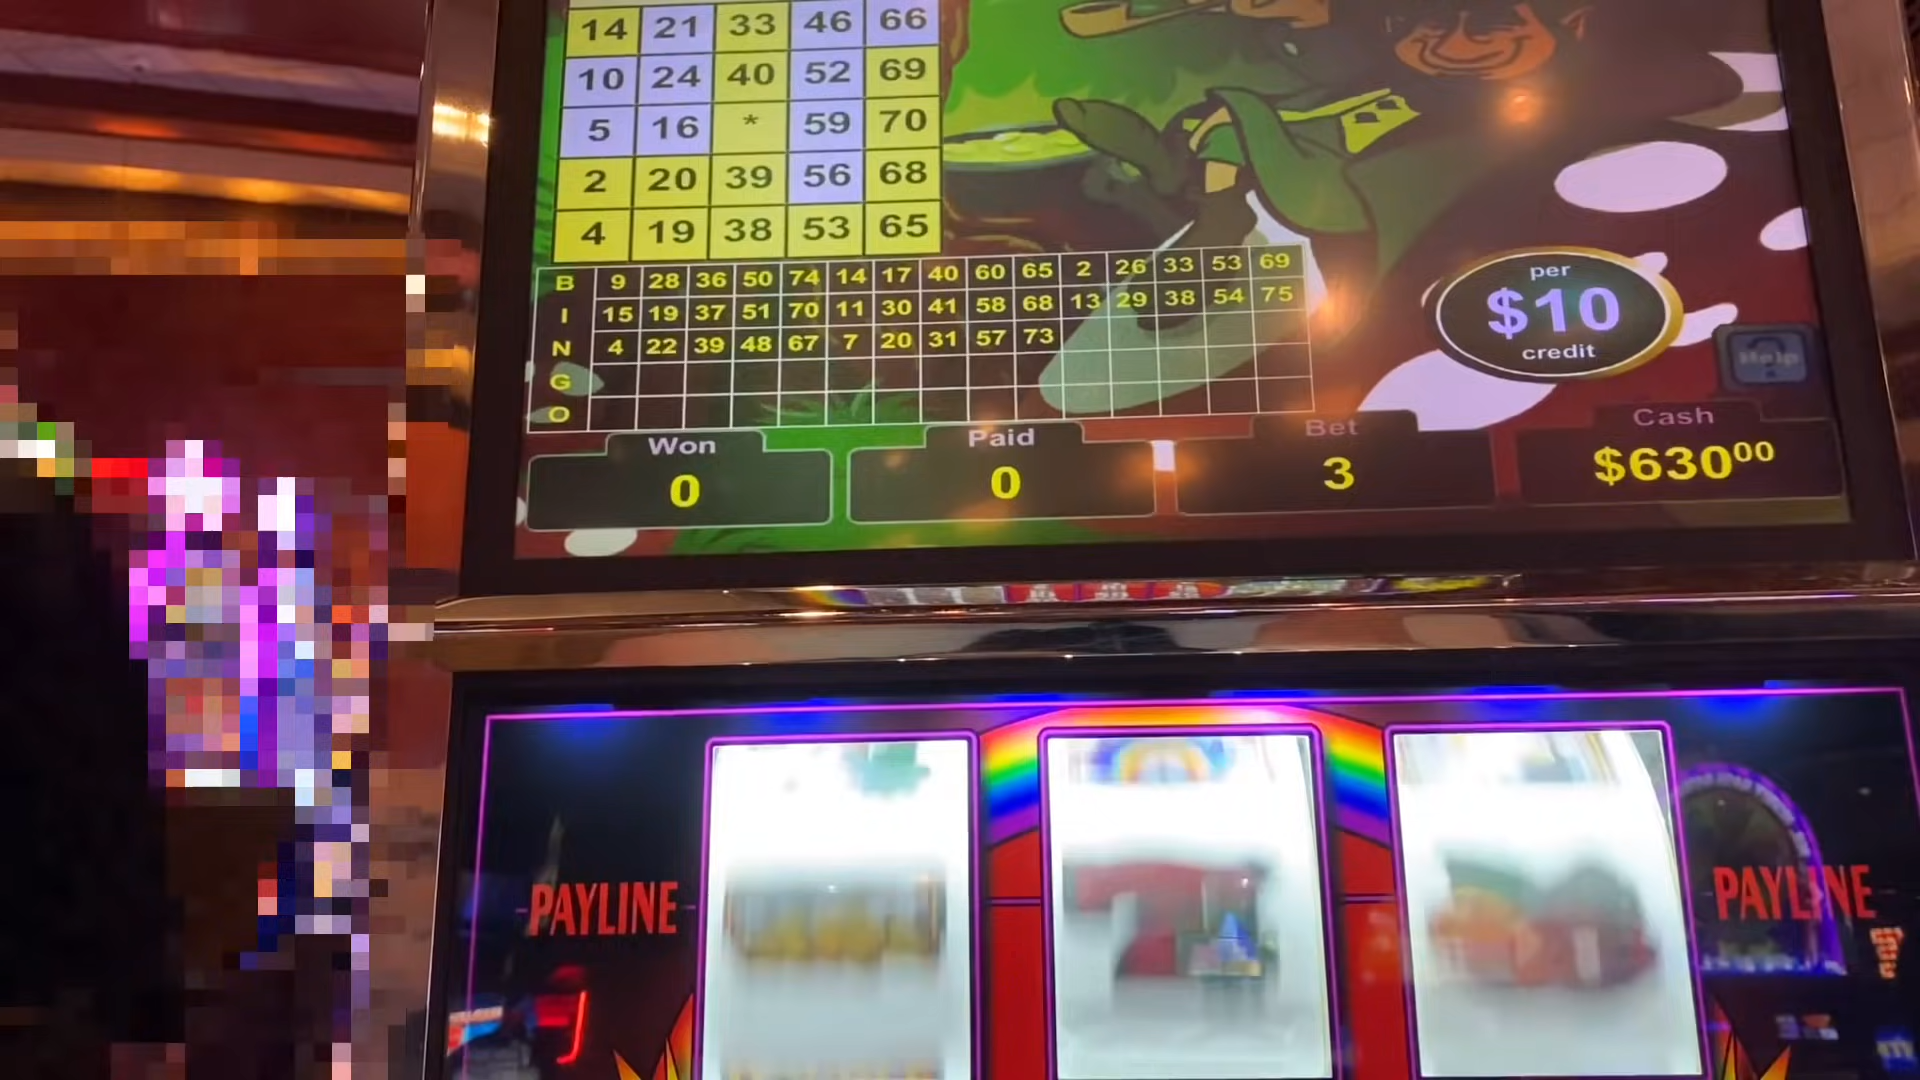 14 21 33 46 66
10 24 40 52 69
5 16 * 59 70
2 20 39 56 68
4 19 38 53 65
B 9 28 36 50 74 14 17 40 60 65 2 26 33 53 69
I 15 19 37 51 70 11 30 41 58 68 13 29 38 54 75
N 4 22 39 48 67 7 20 31 57 73
G
O
per
$10
credit
Help
Won
0
Paid
0
Bet
3
Cash
$630.00
PAYLINE
PAYLINE
7